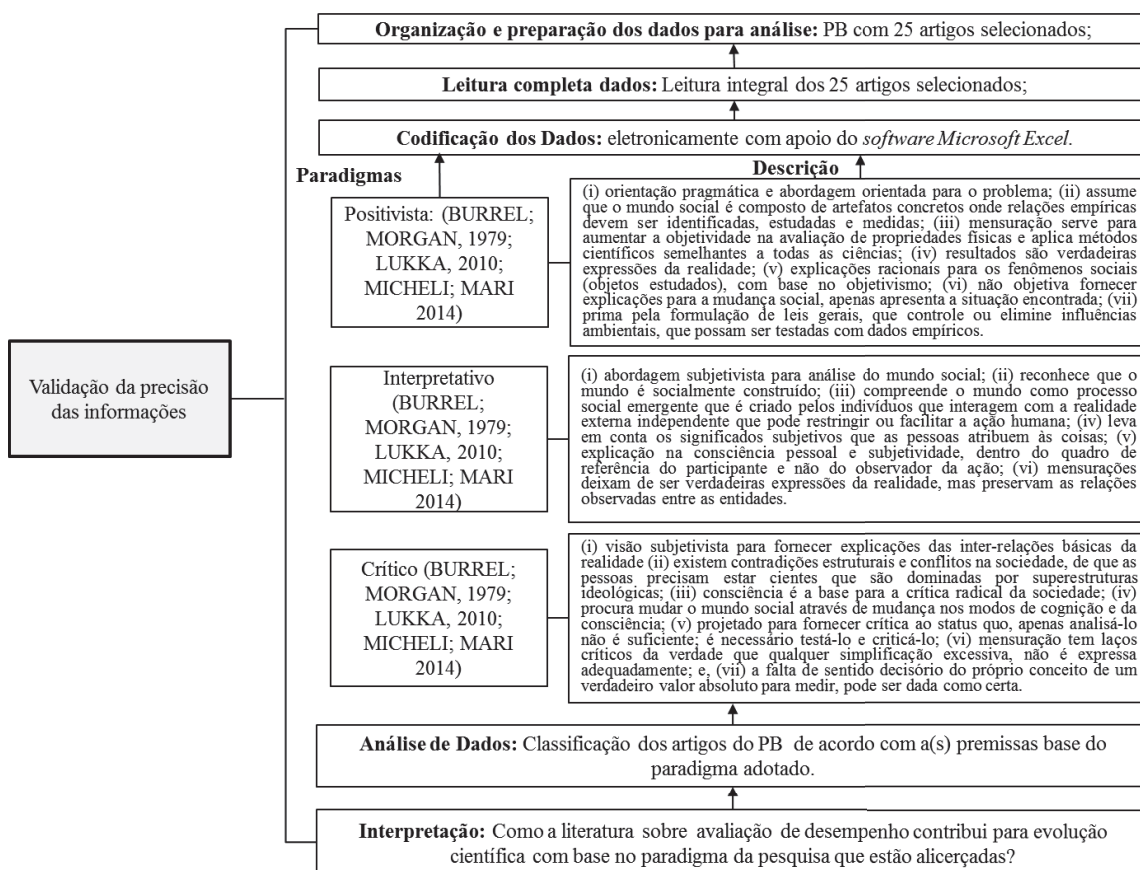 Organização e preparação dos dados para análise: PB com 25 artigos selecionados;
Leitura completa dados: Leitura integral dos 25 artigos selecionados;
Codificação dos Dados: eletronicamente com apoio do software Microsoft Excel.
Paradigmas
Descrição
Positivista: (BURREL;
MORGAN, 1979;
LUKKA, 2010;
MICHELI; MARI
2014)
(i) orientação pragmática e abordagem orientada para o problema; (ii) assume
que o mundo social é composto de artefatos concretos onde relações empíricas
devem ser identificadas, estudadas e medidas; (iii) mensuração serve para
aumentar a objetividade na avaliação de propriedades físicas e aplica métodos
científicos semelhantes a todas as ciências; (iv) resultados são verdadeiras
expressões da realidade; (v) explicações racionais para os fenômenos sociais
(objetos estudados), com base no objetivismo; (vi) não objetiva fornecer
explicações para a mudança social, apenas apresenta a situação encontrada; (vii)
prima pela formulação de leis gerais, que controle ou elimine influências
ambientais, que possam ser testadas com dados empíricos.
Validação da precisão
das informações
Interpretativo
(BURREL;
MORGAN, 1979;
LUKKA, 2010;
MICHELI; MARI
2014)
(i) abordagem subjetivista para análise do mundo social; (ii) reconhece que o
mundo é socialmente construído; (iii) compreende o mundo como processo
social emergente que é criado pelos indivíduos que interagem com a realidade
externa independente que pode restringir ou facilitar a ação humana; (iv) leva
em conta os significados subjetivos que as pessoas atribuem às coisas; (v)
explicação na consciência pessoal e subjetividade, dentro do quadro de
referência do participante e não do observador da ação; (vi) mensurações
deixam de ser verdadeiras expressões da realidade, mas preservam as relações
observadas entre as entidades.
Crítico (BURREL;
MORGAN, 1979;
LUKKA, 2010;
MICHELI; MARI
2014)
(i) visão subjetivista para fornecer explicações das inter-relações básicas da
realidade (ii) existem contradições estruturais e conflitos na sociedade, de que as
pessoas precisam estar cientes que são dominadas por superestruturas
ideológicas; (iii) consciência é a base para a crítica radical da sociedade; (iv)
procura mudar o mundo social através de mudança nos modos de cognição e da
consciência; (v) projetado para fornecer crítica ao status quo, apenas analisá-lo
não é suficiente; é necessário testá-lo e criticá-lo; (vi) mensuração tem laços
críticos da verdade que qualquer simplificação excessiva, não é expressa
adequadamente; e, (vii) a falta de sentido decisório do próprio conceito de um
verdadeiro valor absoluto para medir, pode ser dada como certa.
Análise de Dados: Classificação dos artigos do PB de acordo com a(s) premissas base do
paradigma adotado.
Interpretação: Como a literatura sobre avaliação de desempenho contribui para evolução
científica com base no paradigma da pesquisa que estão alicerçadas?